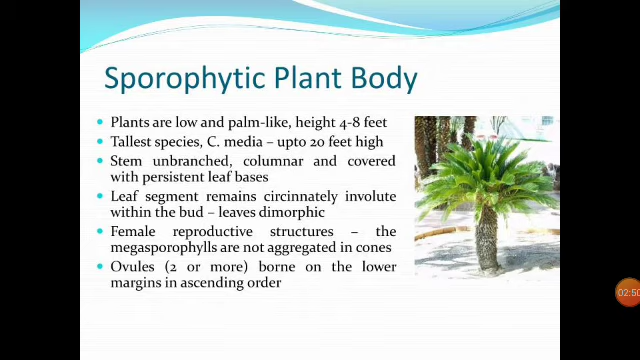 Sporophytic Plant Body
• Plants are low and palm-like, height 4-8 feet
• Tallest species, C. media – upto 20 feet high
• Stem unbranched, columnar and covered
with persistent leaf bases
• Leaf segment remains circinnately involute
within the bud – leaves dimorphic
• Female reproductive structures – the
megasporophylls are not aggregated in cones
• Ovules (2 or more) borne on the lower
margins in ascending order
02:50